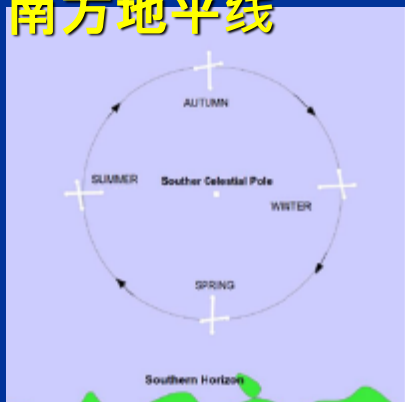 南方地平线
AUTUMN
SUMMER
Souther Celestial Pole
WINTER
SPRING
Southern Horizon